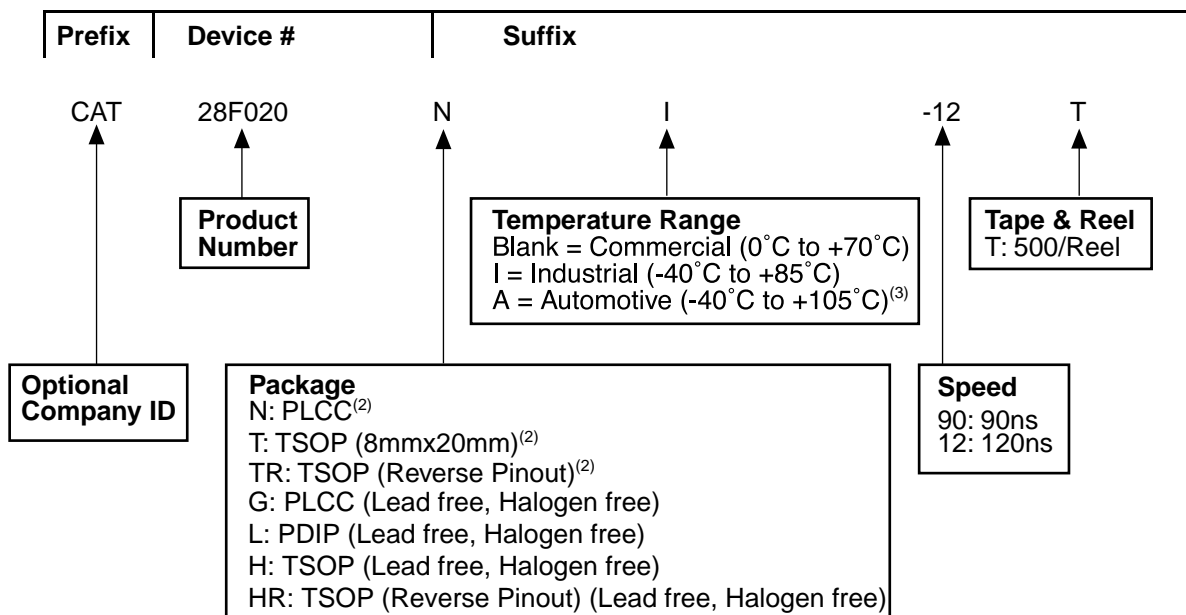 Prefix Device # Suffix
CAT 28F020 N I -12 T
Product
Number
Temperature Range
Blank = Commercial (0˚C to +70˚C)
I = Industrial (-40˚C to +85˚C)
A = Automotive (-40˚C to +105˚C)(3)
Tape & Reel
T: 500/Reel
Optional
Company ID
Package
N: PLCC(2)
T: TSOP (8mmx20mm)(2)
TR: TSOP (Reverse Pinout)(2)
G: PLCC (Lead free, Halogen free)
L: PDIP (Lead free, Halogen free)
H: TSOP (Lead free, Halogen free)
HR: TSOP (Reverse Pinout) (Lead free, Halogen free)
Speed
90: 90ns
12: 120ns